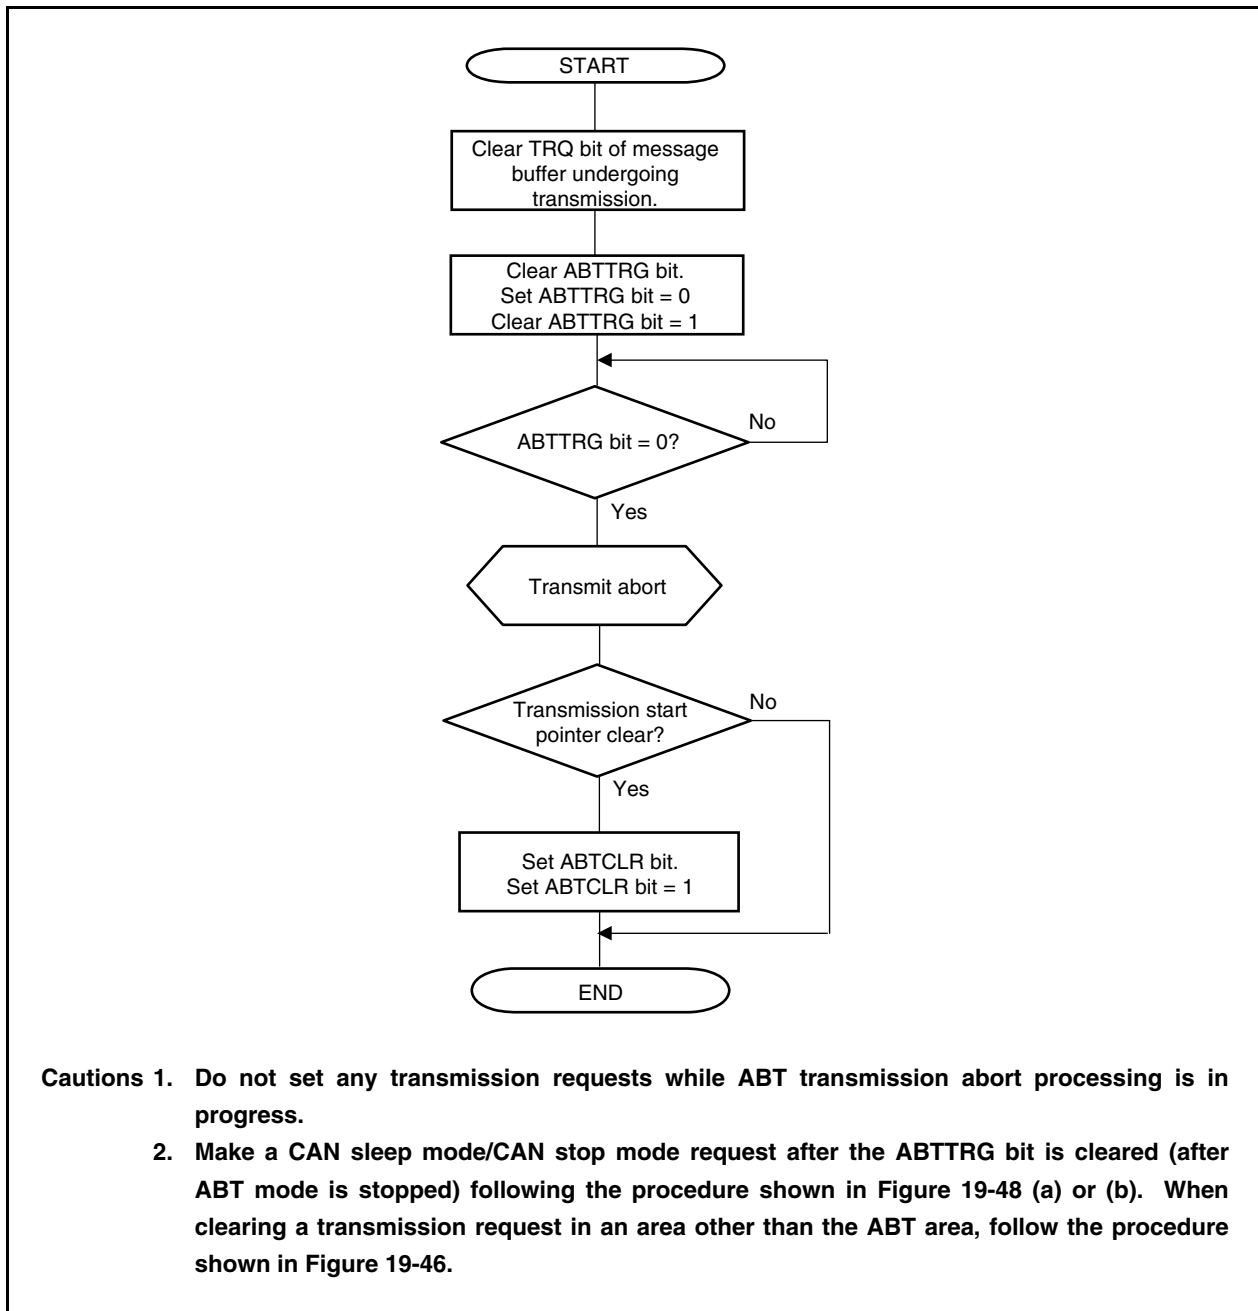 START
Clear TRQ bit of message
buffer undergoing
transmission.
Clear ABTTRG bit.
Set ABTTRG bit = 0
Clear ABTTRG bit = 1
No
ABTTRG bit = 0?
Yes
Transmit abort
No
Transmission start
pointer clear?
Yes
Set ABTCLR bit.
Set ABTCLR bit = 1
END
Cautions 1. Do not set any transmission requests while ABT transmission abort processing is in
progress.
2. Make a CAN sleep mode/CAN stop mode request after the ABTTRG bit is cleared (after
ABT mode is stopped) following the procedure shown in Figure 19-48 (a) or (b). When
clearing a transmission request in an area other than the ABT area, follow the procedure
shown in Figure 19-46.